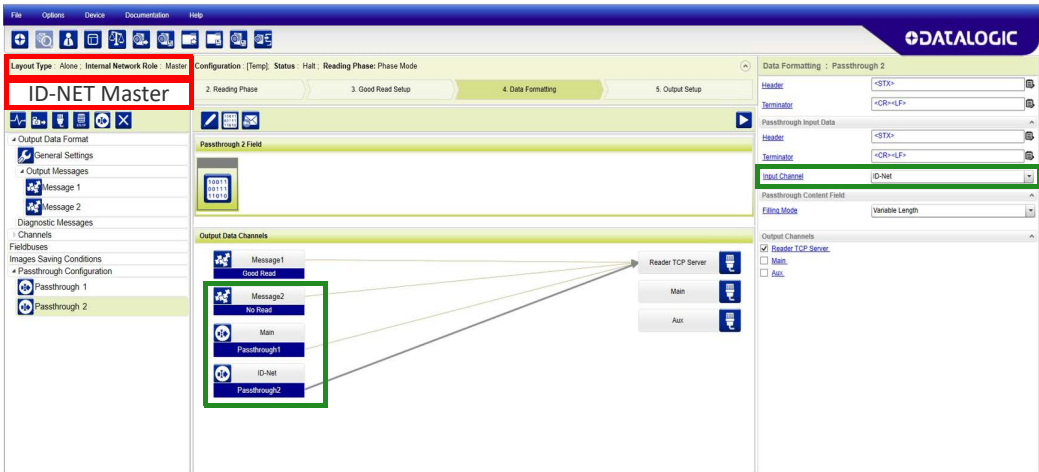 File Options Device Documentation Help
DATALOGIC
Layout Type : Alone ; Internal Network Role : Master
Configuration : [Temp]; Status : Halt ; Reading Phase: Phase Mode
ID-NET Master
2. Reading Phase
3. Good Read Setup
4. Data Formatting
5. Output Setup
Output Data Format
General Settings
Output Messages
Message 1
Message 2
Diagnostic Messages
Channels
Fieldbuses
Images Saving Conditions
Passthrough Configuration
Passthrough 1
Passthrough 2
Passthrough 2 Field
10011
00111
11010
Output Data Channels
Message1
Good Read
Message2
No Read
Main
Passthrough1
ID-Net
Passthrough2
Reader TCP Server
Main
Aux
Data Formatting : Passthrough 2
Header <STX>
Terminator <CR><LF>
Passthrough Input Data
Header <STX>
Terminator <CR><LF>
Input Channel ID-Net
Passthrough Content Field
Filling Mode Variable Length
Output Channels
Reader TCP Server
Main
Aux